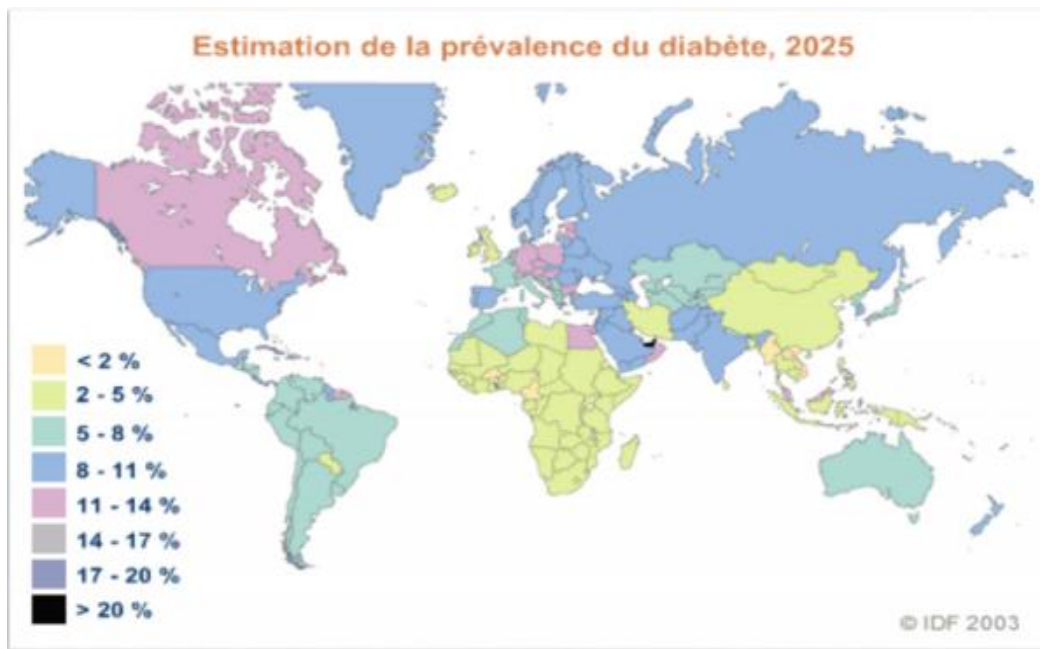 Estimation de la prévalence du diabète, 2025
< 2 %
2 - 5 %
5 - 8 %
8 - 11 %
11 - 14 %
14 - 17 %
17 - 20 %
> 20 %
© IDF 2003